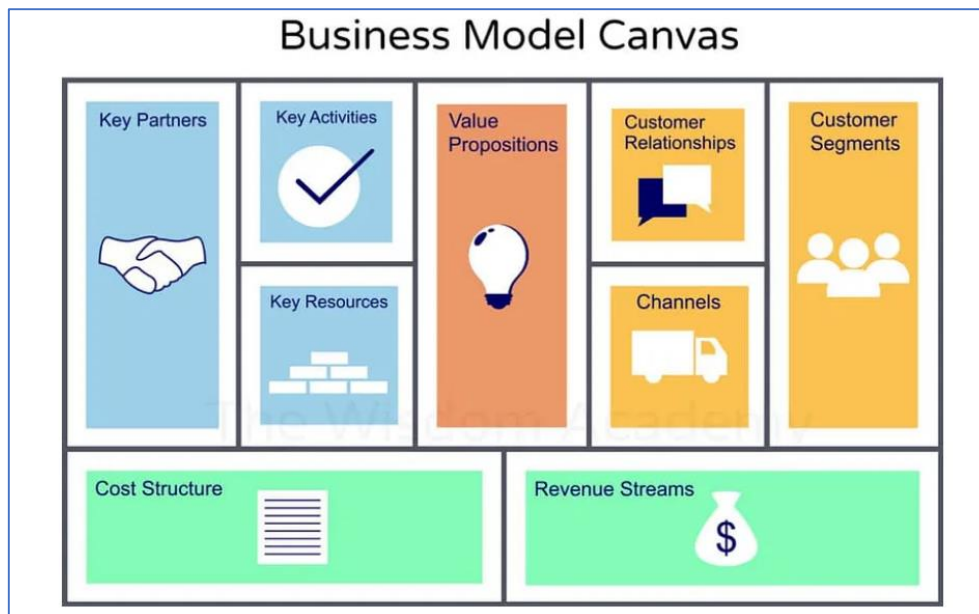 Business Model Canvas
Key Partners
Key Activities
Key Resources
Value
Propositions
Customer
Relationships
Channels
Customer
Segments
The Wisdom Academy
Cost Structure
Revenue Streams
$